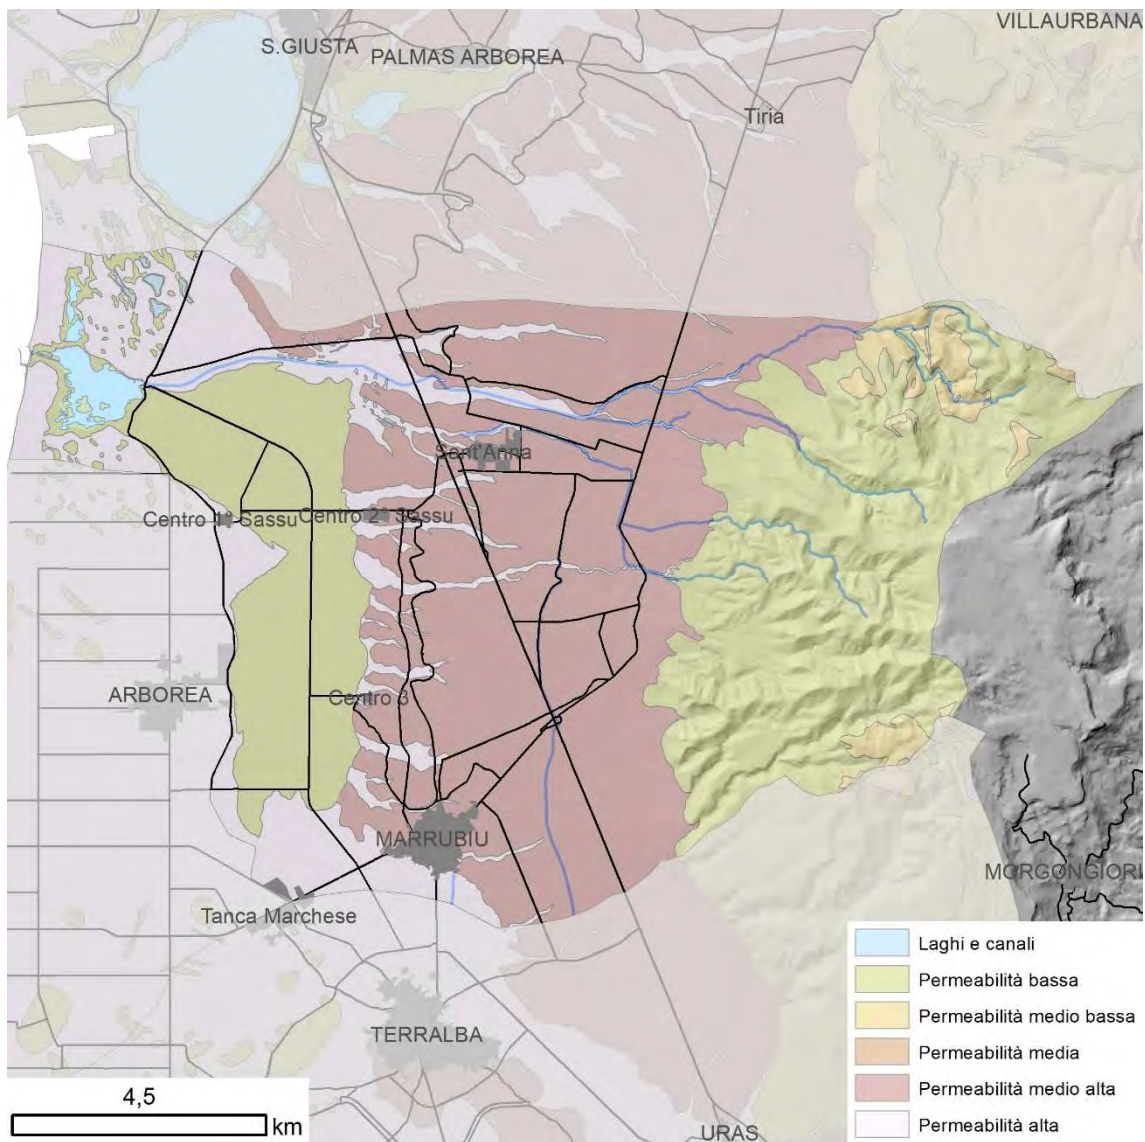 VILLAURBANA
S.GIUSTA
PALMAS ARBOREA
Tiria
Sant'Anna
Centro 1° Sassu
Centro 2° Sassu
ARBOREA
Centro 3
MARRUBIU
MORGONGIORI
Tanca Marchese
TERRALBA
URAS
Laghi e canali
Permeabilità bassa
Permeabilità medio bassa
Permeabilità media
Permeabilità medio alta
Permeabilità alta
4,5
km